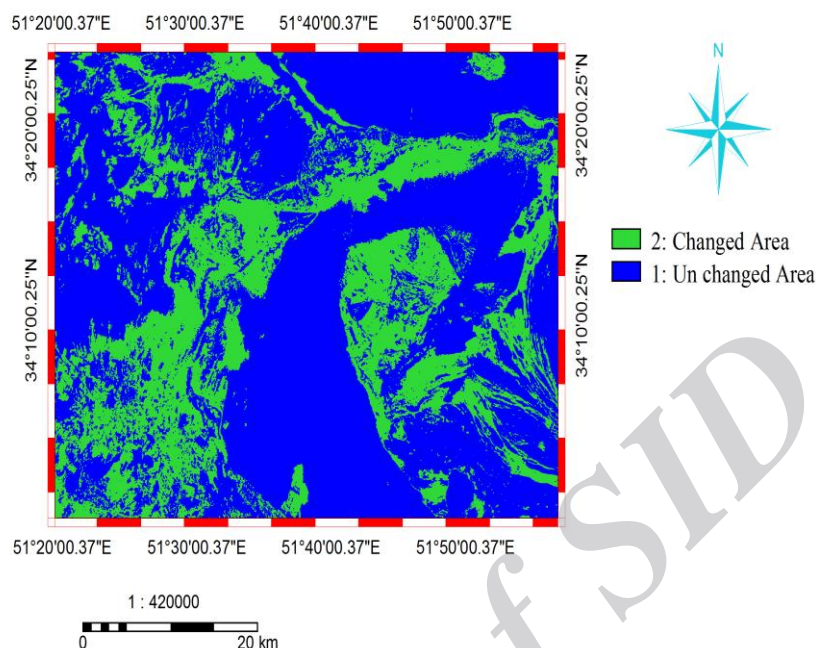 51°20'00.37"E 51°30'00.37"E 51°40'00.37"E 51°50'00.37"E
34°20'00.25"N
34°20'00.25"N
34°10'00.25"N
34°10'00.25"N
51°20'00.37"E 51°30'00.37"E 51°40'00.37"E 51°50'00.37"E
N
2: Changed Area
1: Un changed Area
1 : 420000
0 20 km
of SID